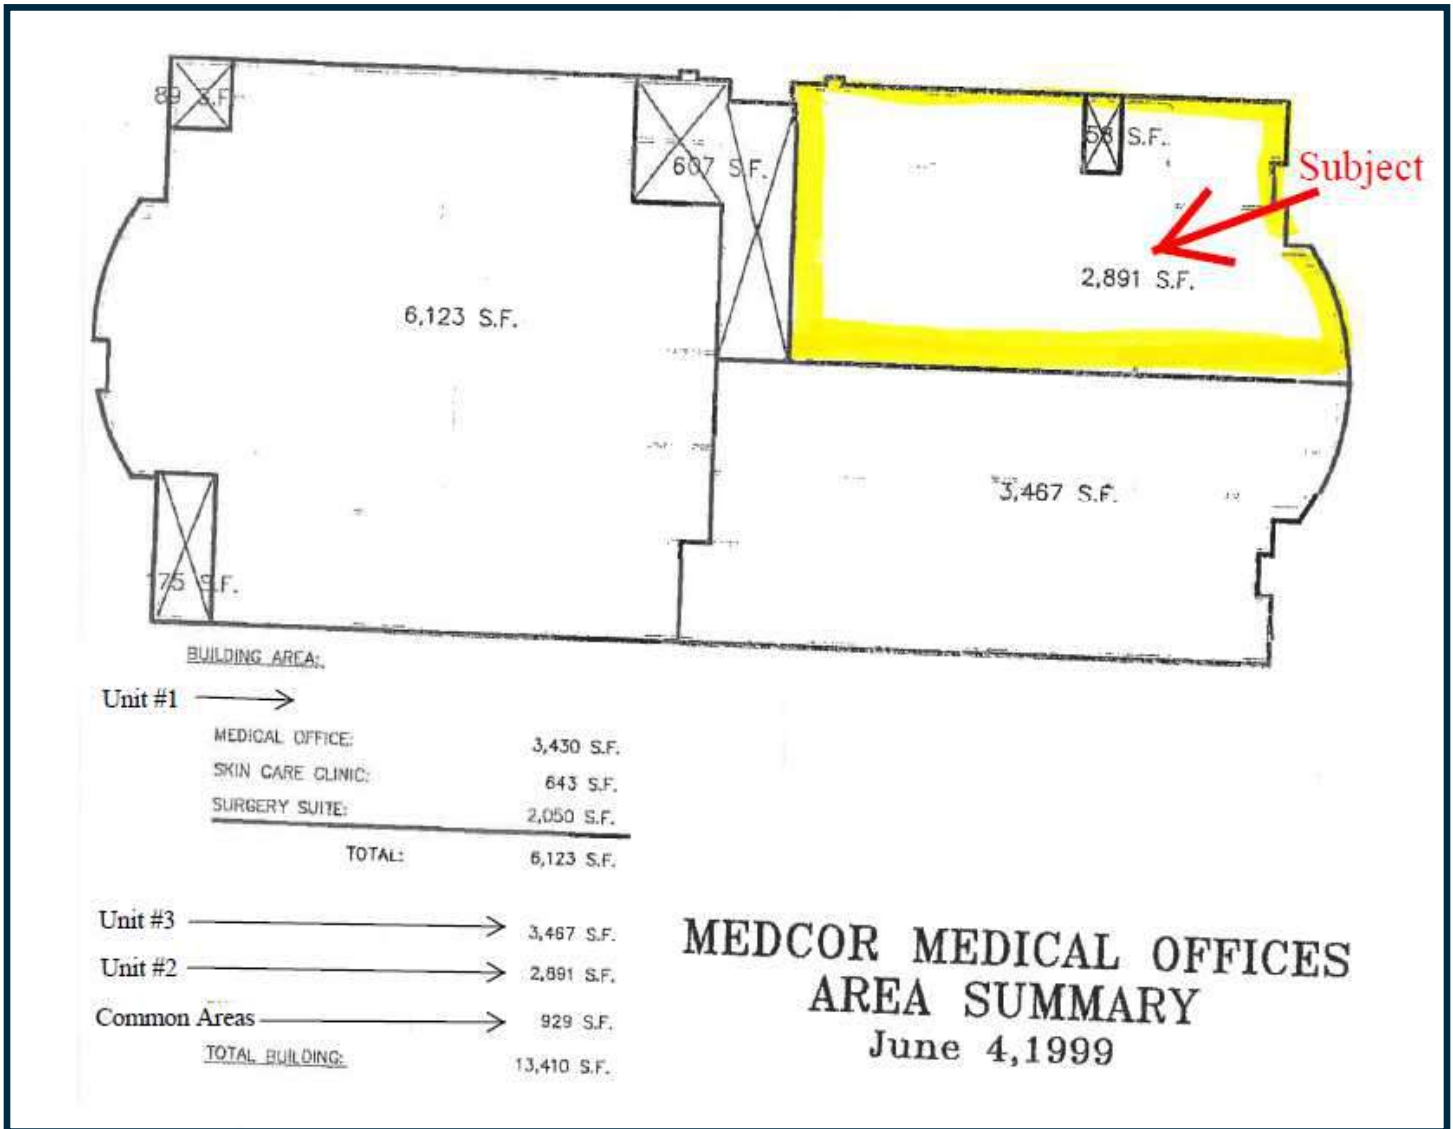 89 S.F.
607 S.F.
58 S.F.
Subject
2,891 S.F.
6,123 S.F.
3,467 S.F.
175 S.F.
BUILDING AREA:
Unit #1
MEDICAL OFFICE: 3,430 S.F.
SKIN CARE CLINIC: 643 S.F.
SURGERY SUITE: 2,050 S.F.
TOTAL: 6,123 S.F.
Unit #3 3,467 S.F.
Unit #2 2,891 S.F.
Common Areas 929 S.F.
TOTAL BUILDING: 13,410 S.F.
MEDCOR MEDICAL OFFICES
AREA SUMMARY
June 4,1999